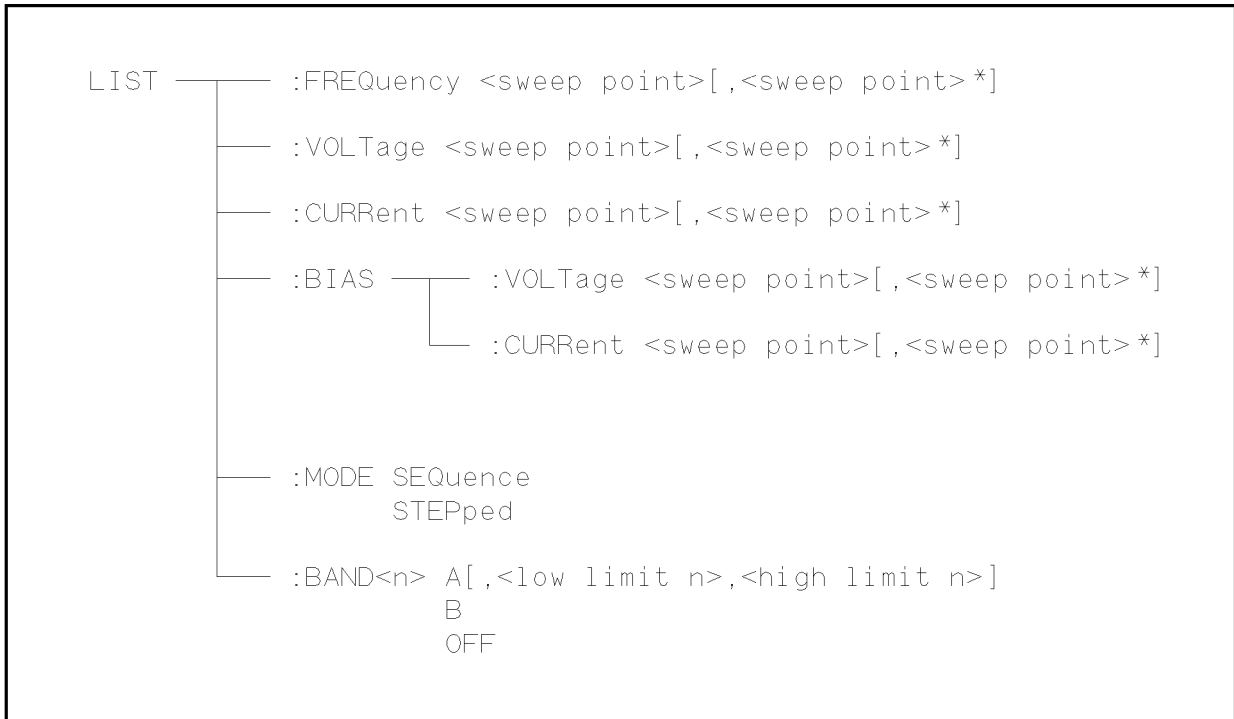 LIST :FREQuency <sweep point>[,<sweep point>*]
:VOLTage <sweep point>[,<sweep point>*]
:CURRent <sweep point>[,<sweep point>*]
:BIAS :VOLTage <sweep point>[,<sweep point>*]
:CURRent <sweep point>[,<sweep point>*]
:MODE SEQuence
STEPped
:BAND<n> A[,<low limit n>,<high limit n>]
B
OFF